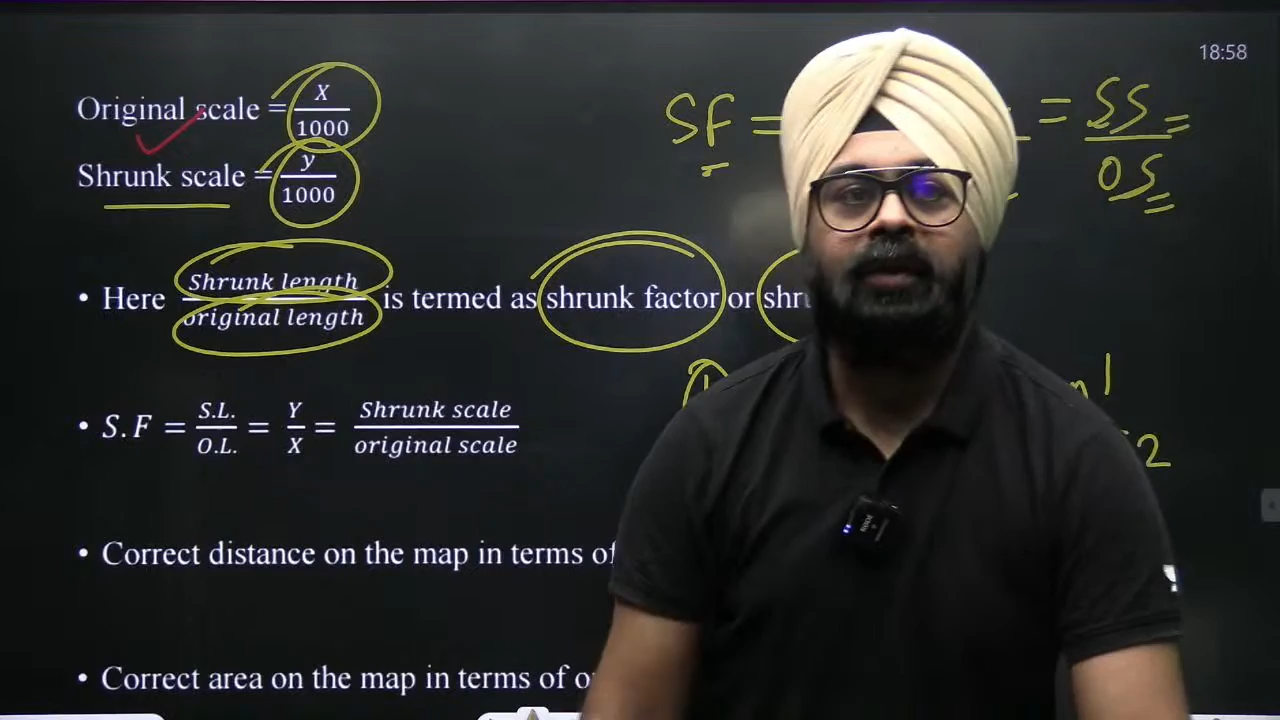 18:58
Original scale = X/1000
SF = = SS/OS
Shrunk scale = y/1000
• Here Shrunk length/original length is termed as shrunk factor or
• S.F = S.L./O.L. = Y/X = Shrunk scale/original scale
• Correct distance on the map in terms of
• Correct area on the map in terms of